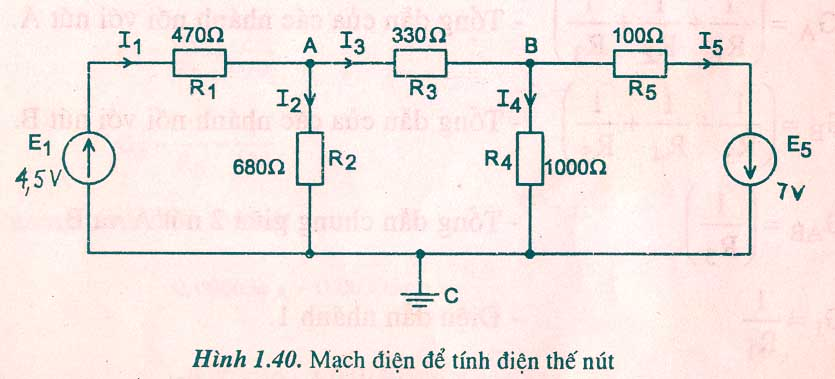 I1 470Ω A I3 330Ω B 100Ω I5
R1 R3 R5
I2 I4
E1 680Ω R2 R4 1000Ω E5
4,5V 7V
C
Hình 1.40. Mạch điện để tính điện thế nút